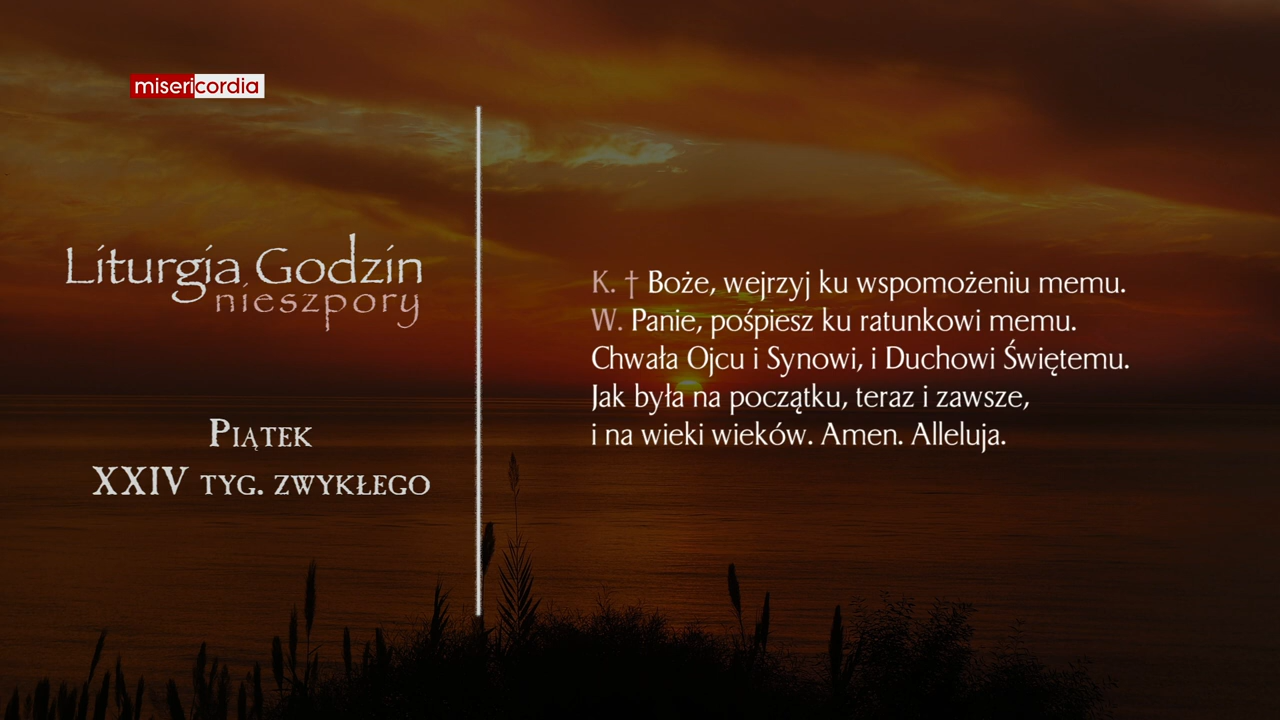 misericordia
Liturgia Godzin
nieszpory
Piątek
XXIV tyg. zwykłego
K. † Boże, wejrzyj ku wspomożeniu memu.
W. Panie, pośpiesz ku ratunkowi memu.
Chwała Ojcu i Synowi, i Duchowi Świętemu.
Jak była na początku, teraz i zawsze,
i na wieki wieków. Amen. Alleluja.